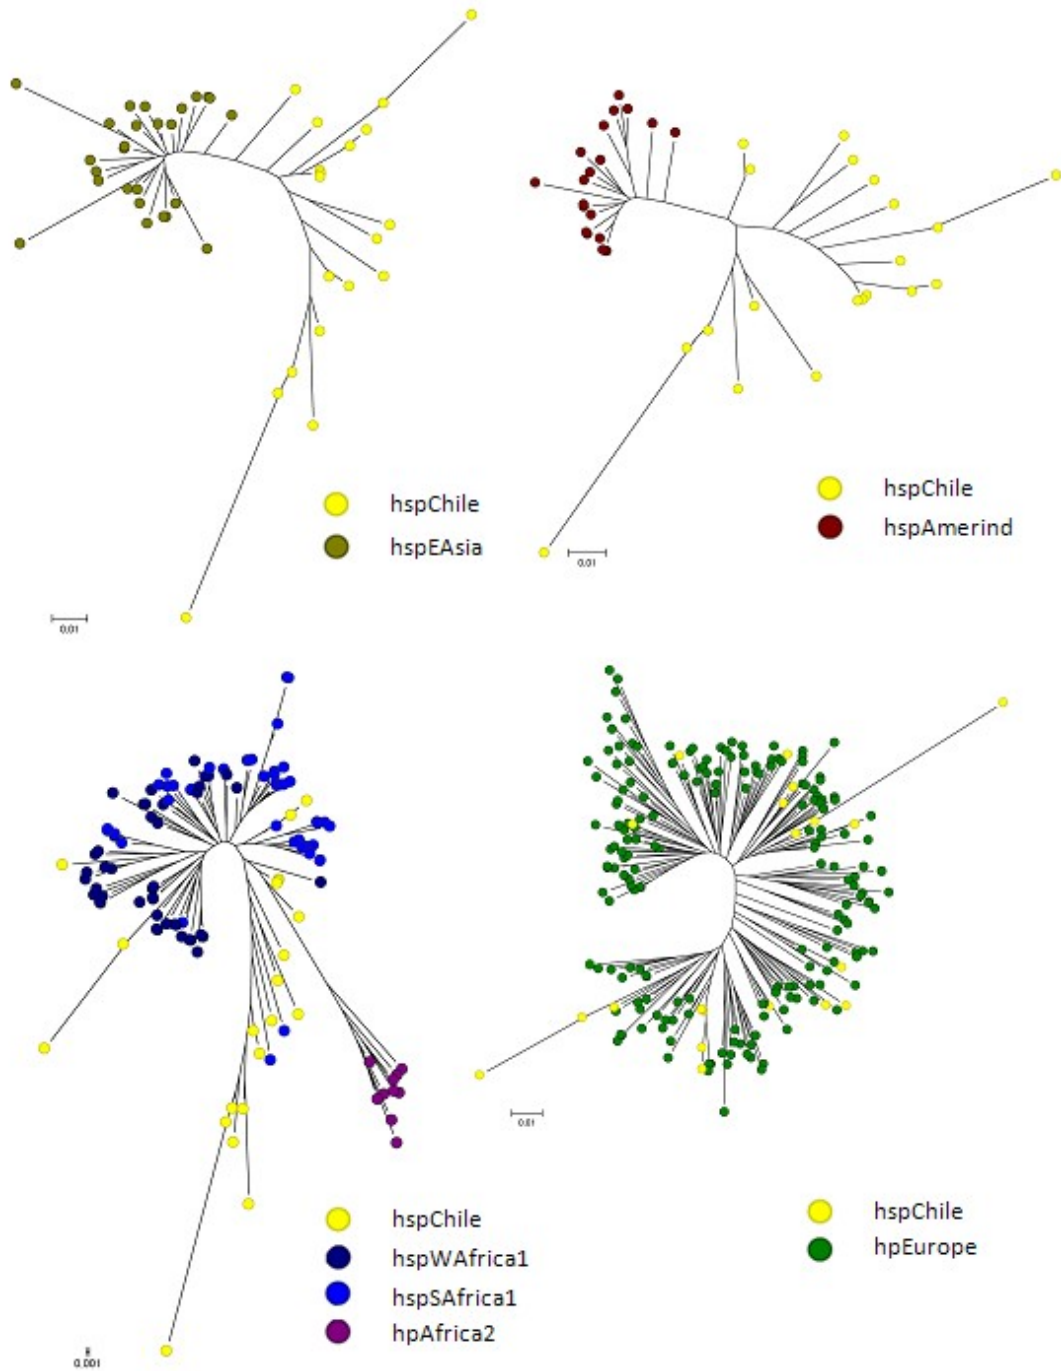 hspChile
hspEAsia
0.01
hspChile
hspAmerind
0.01
hspChile
hspWAfrica1
hspSAfrica1
hpAfrica2
0.001
hspChile
hpEurope
0.01